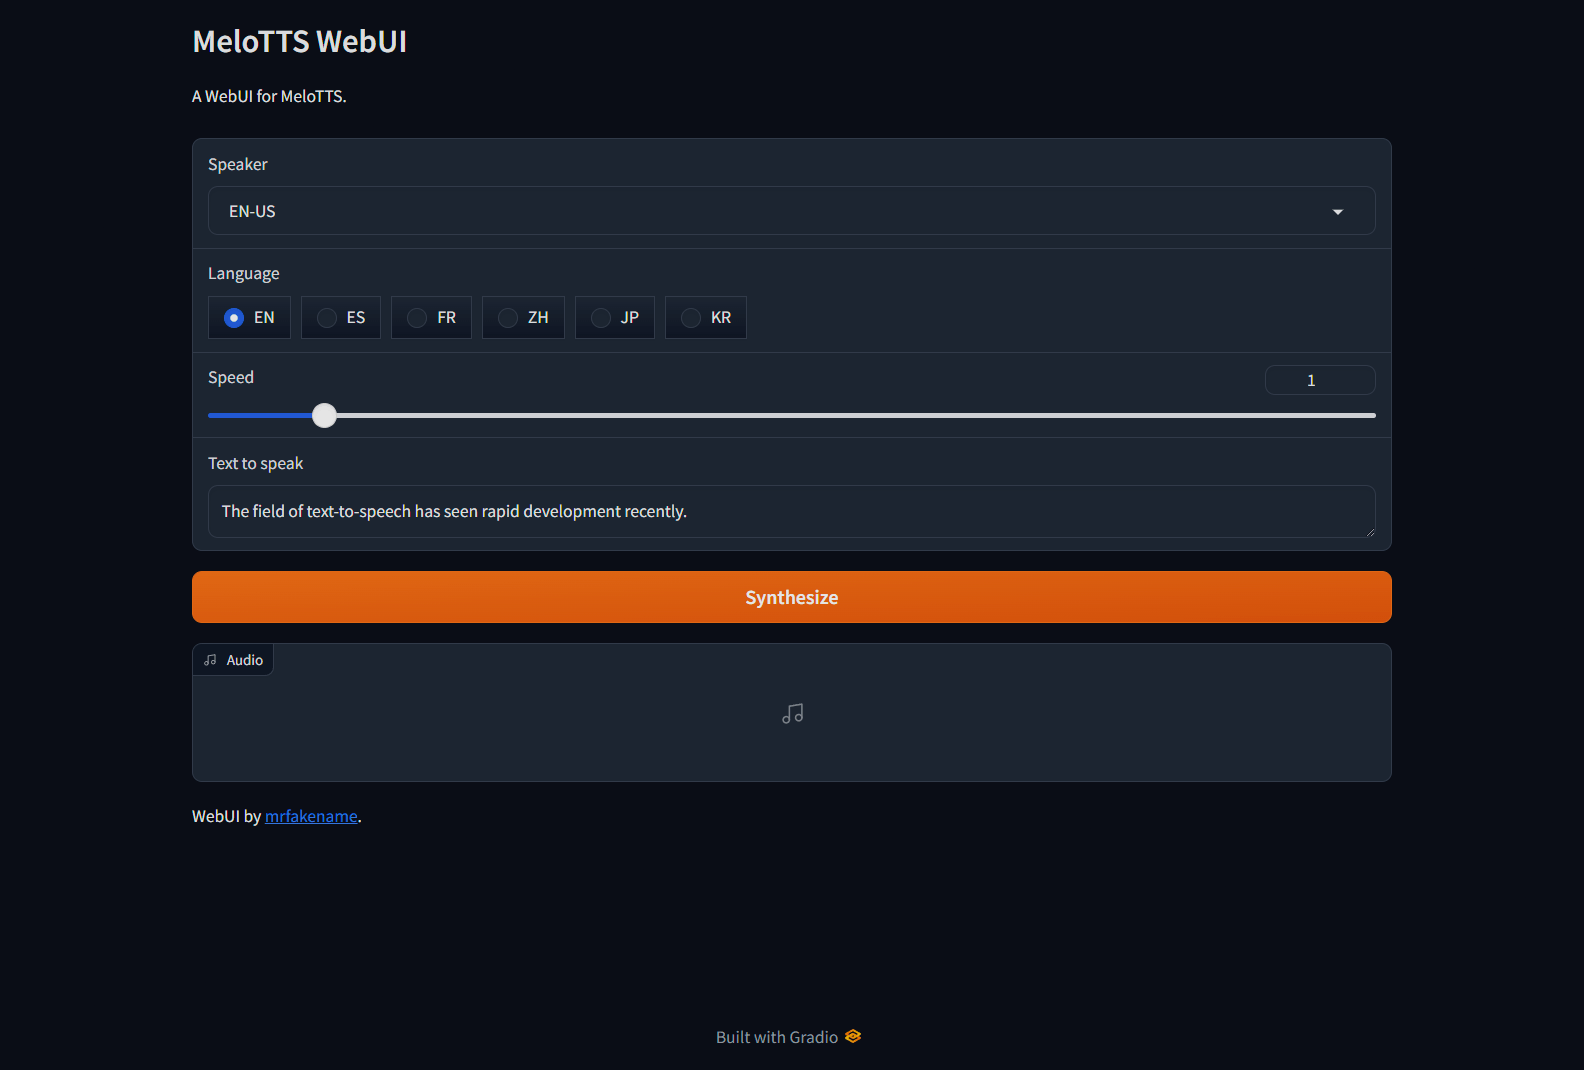 MeloTTS WebUI
A WebUI for MeloTTS.
Speaker
EN-US
Language
EN ES FR ZH JP KR
Speed 1
Text to speak
The field of text-to-speech has seen rapid development recently.
Synthesize
Audio
WebUI by mrfakename.
Built with Gradio